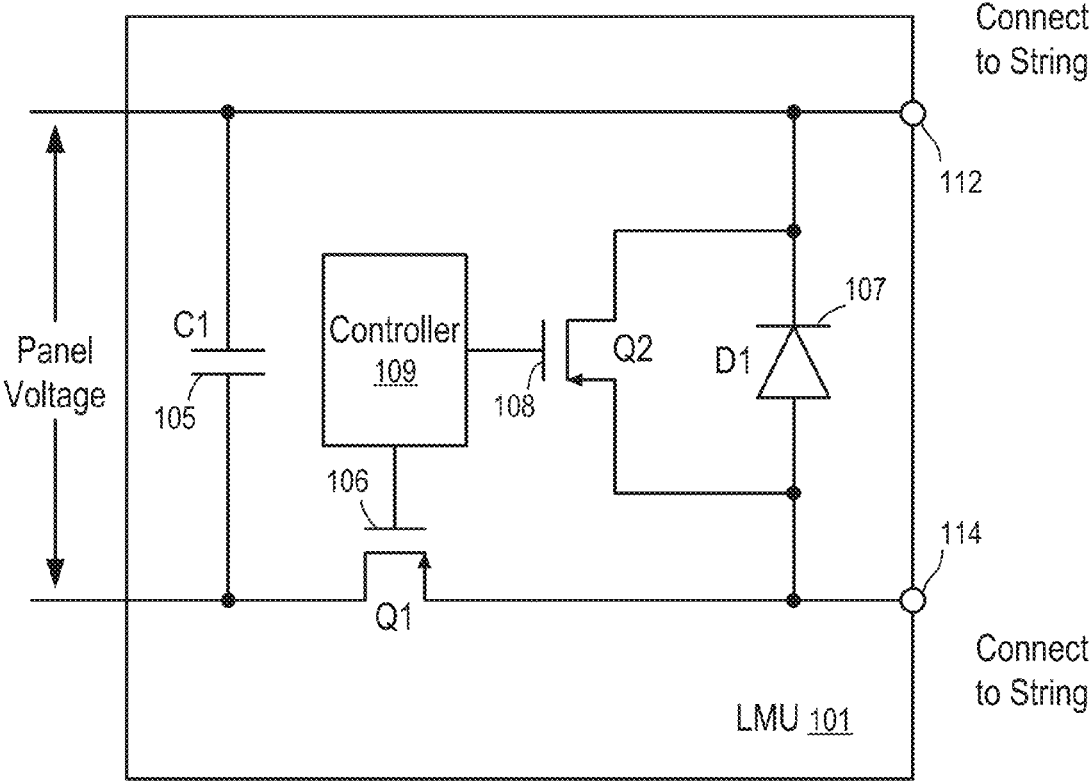 Connect
to String
112
Panel
Voltage
C1
105
Controller
109
Q2
108
D1
107
106
Q1
114
Connect
to String
LMU 101